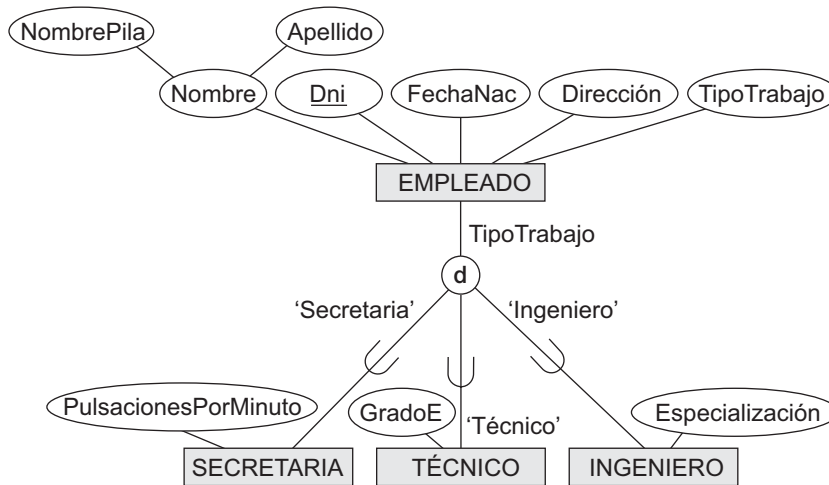 NombrePila
Apellido
Nombre
Dni
FechaNac
Dirección
TipoTrabajo
EMPLEADO
TipoTrabajo
d
‘Secretaria’
‘Ingeniero’
PulsacionesPorMinuto
GradoE
‘Técnico’
Especialización
SECRETARIA
TÉCNICO
INGENIERO